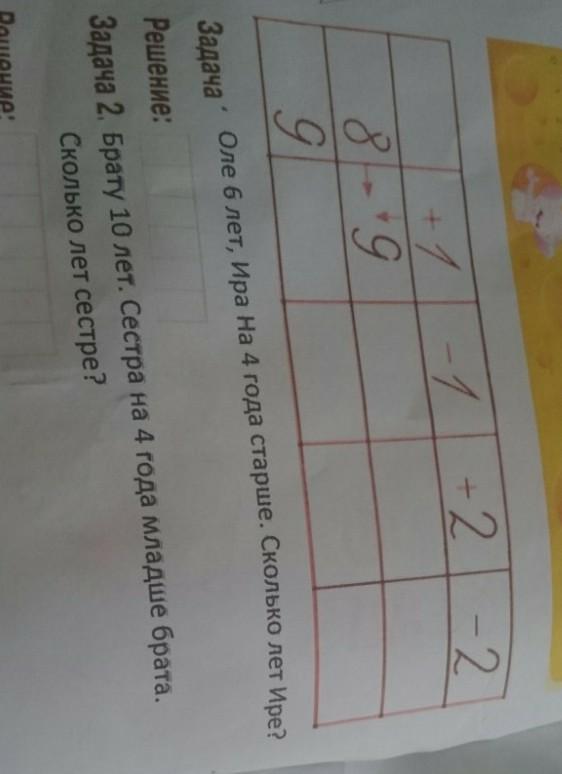 +1 -1 +2 -2
8 9
9
Задача ' Оле 6 лет, Ира На 4 года старше. Сколько лет Ире?
Решение:
Задача 2. Брату 10 лет. Сестра на 4 года младше брата.
Сколько лет сестре?
Решение: